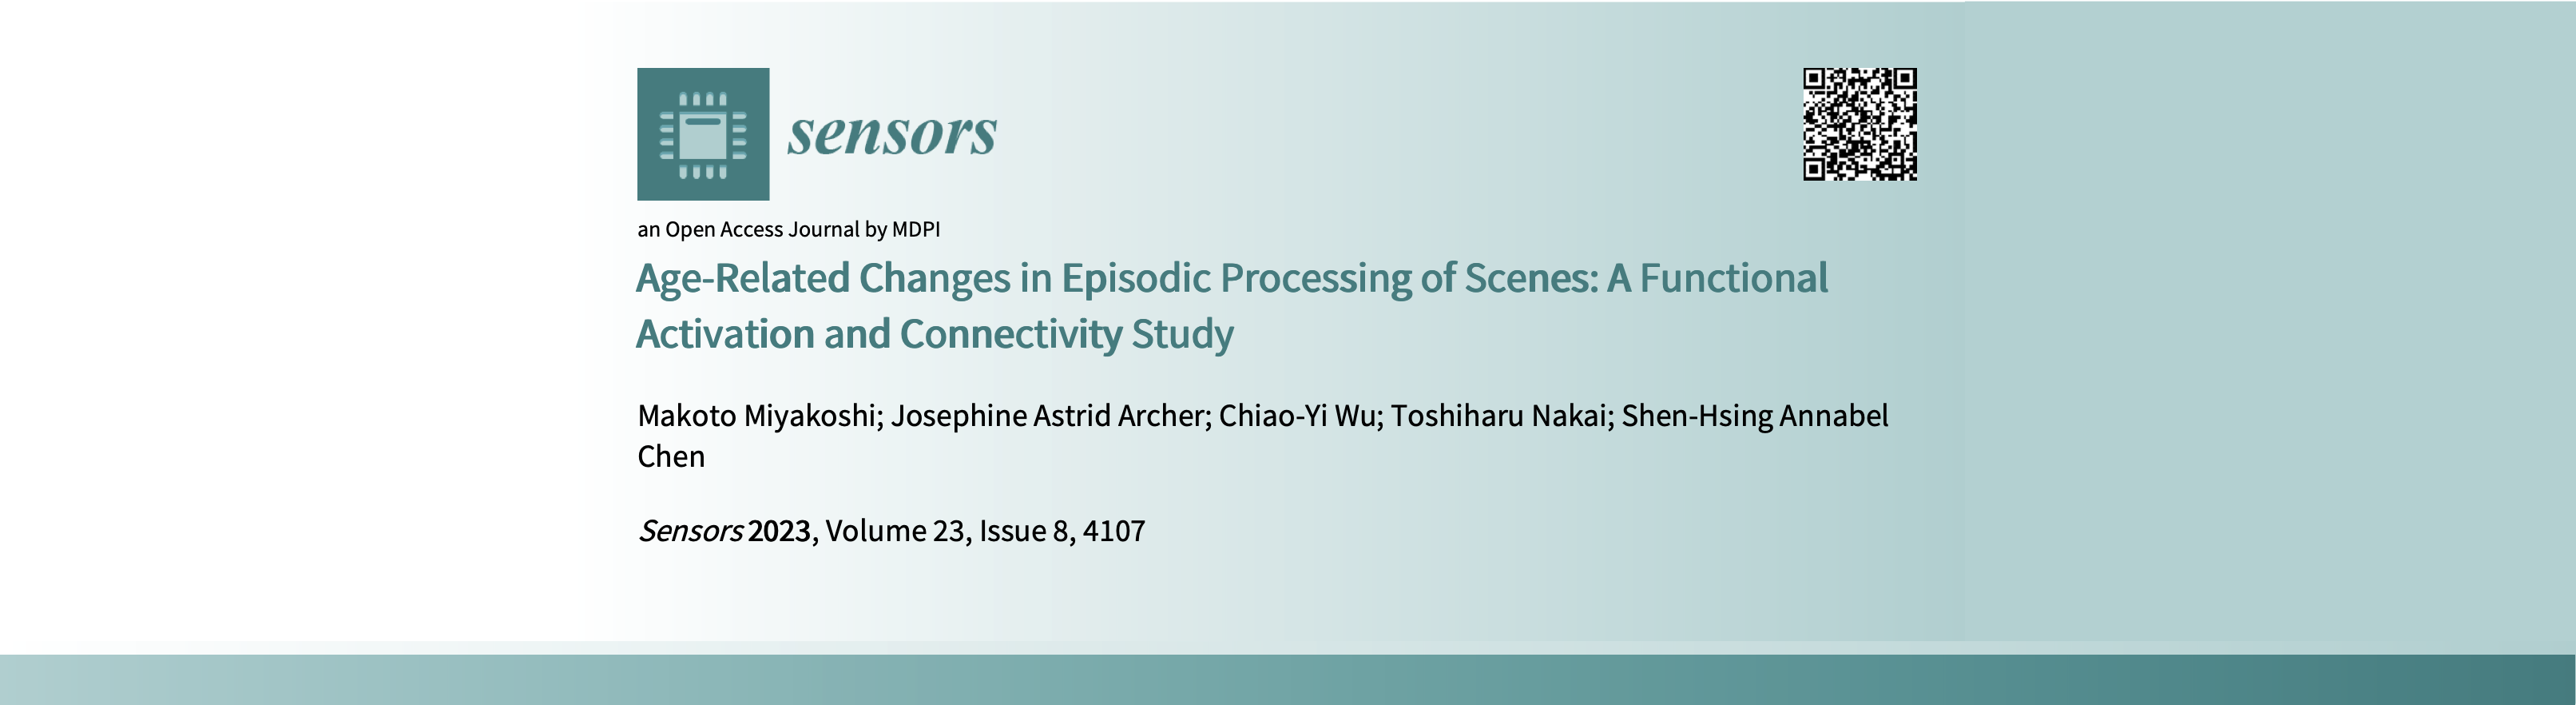 sensors
an Open Access Journal by MDPI
Age-Related Changes in Episodic Processing of Scenes: A Functional
Activation and Connectivity Study
Makoto Miyakoshi; Josephine Astrid Archer; Chiao-Yi Wu; Toshiharu Nakai; Shen-Hsing Annabel
Chen
Sensors 2023, Volume 23, Issue 8, 4107